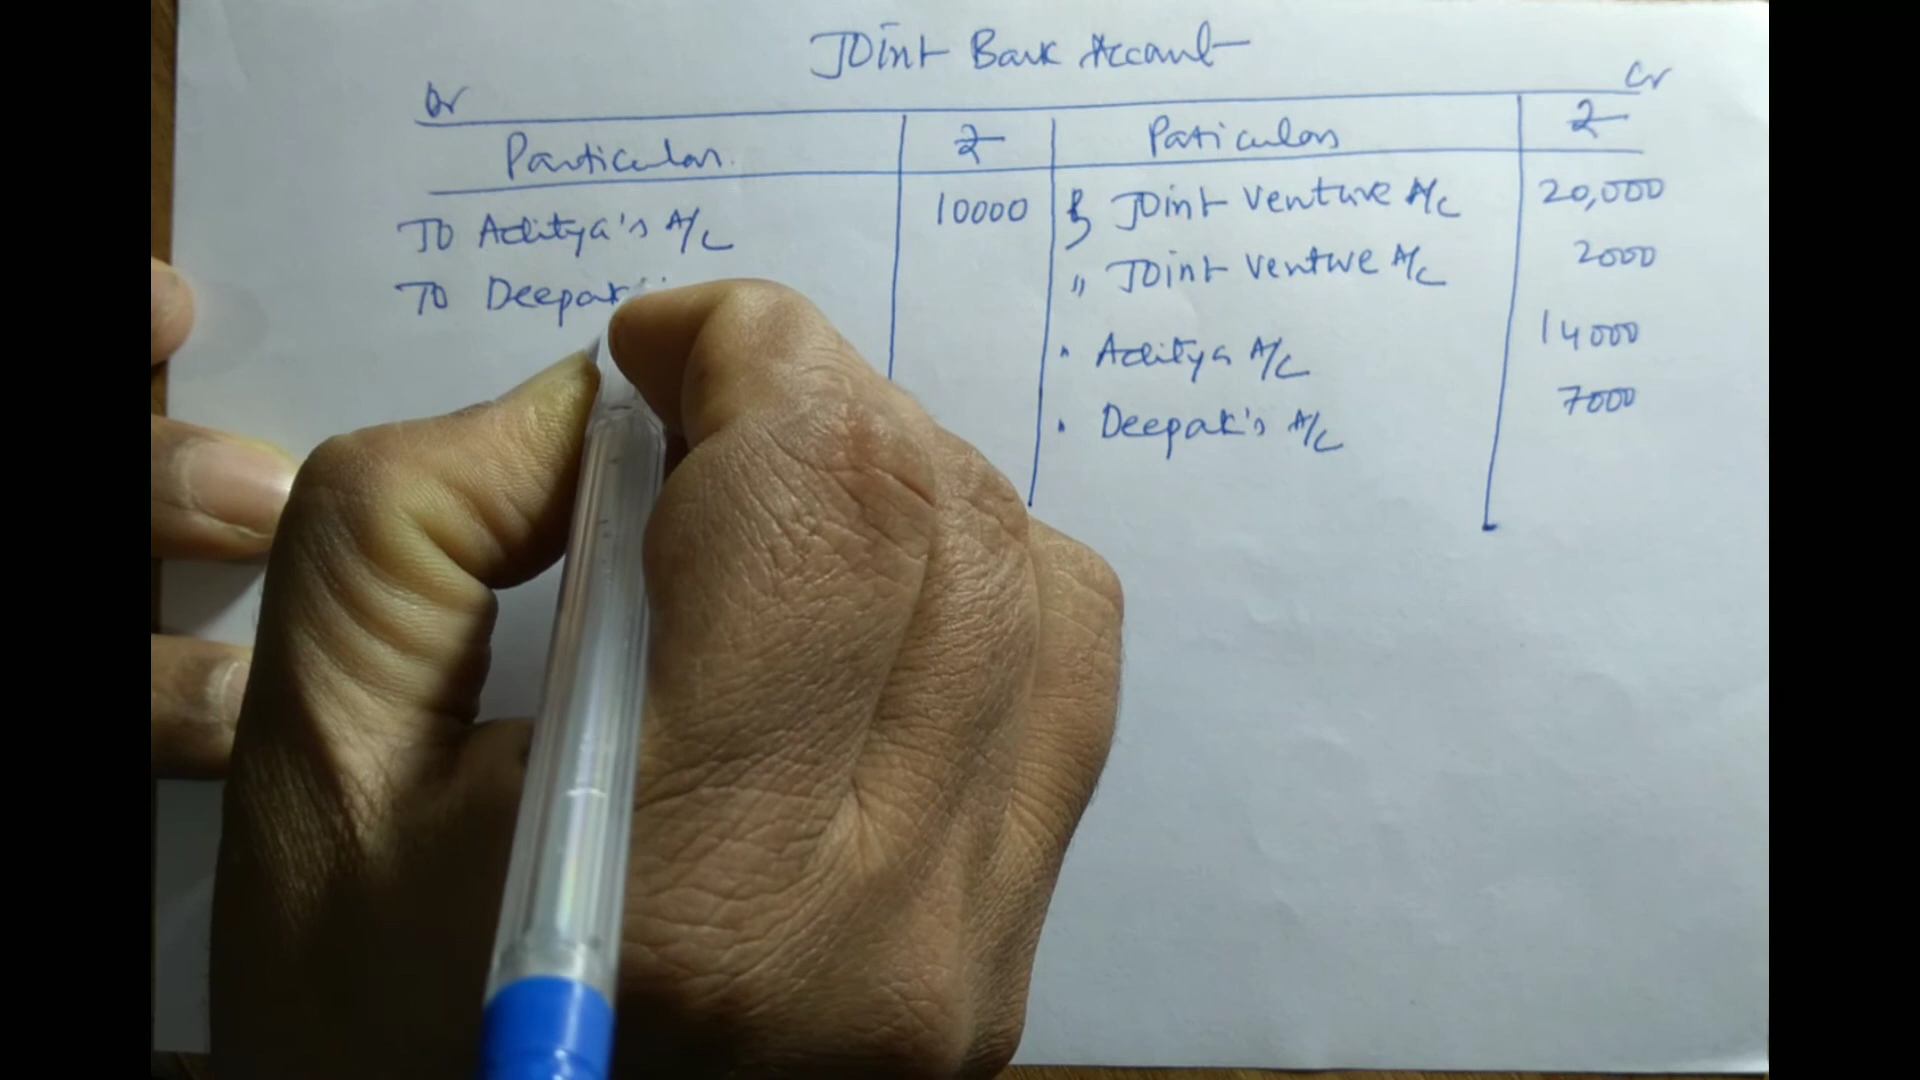 Joint Bank Account
Dr Cr
Particulars ₹ Paticulars ₹
To Aditya's A/c 10000 By Joint Venture A/c 20,000
To Deepak's " Joint Venture A/c 2000
" Aditya A/c 14000
" Deepak's A/c 7000